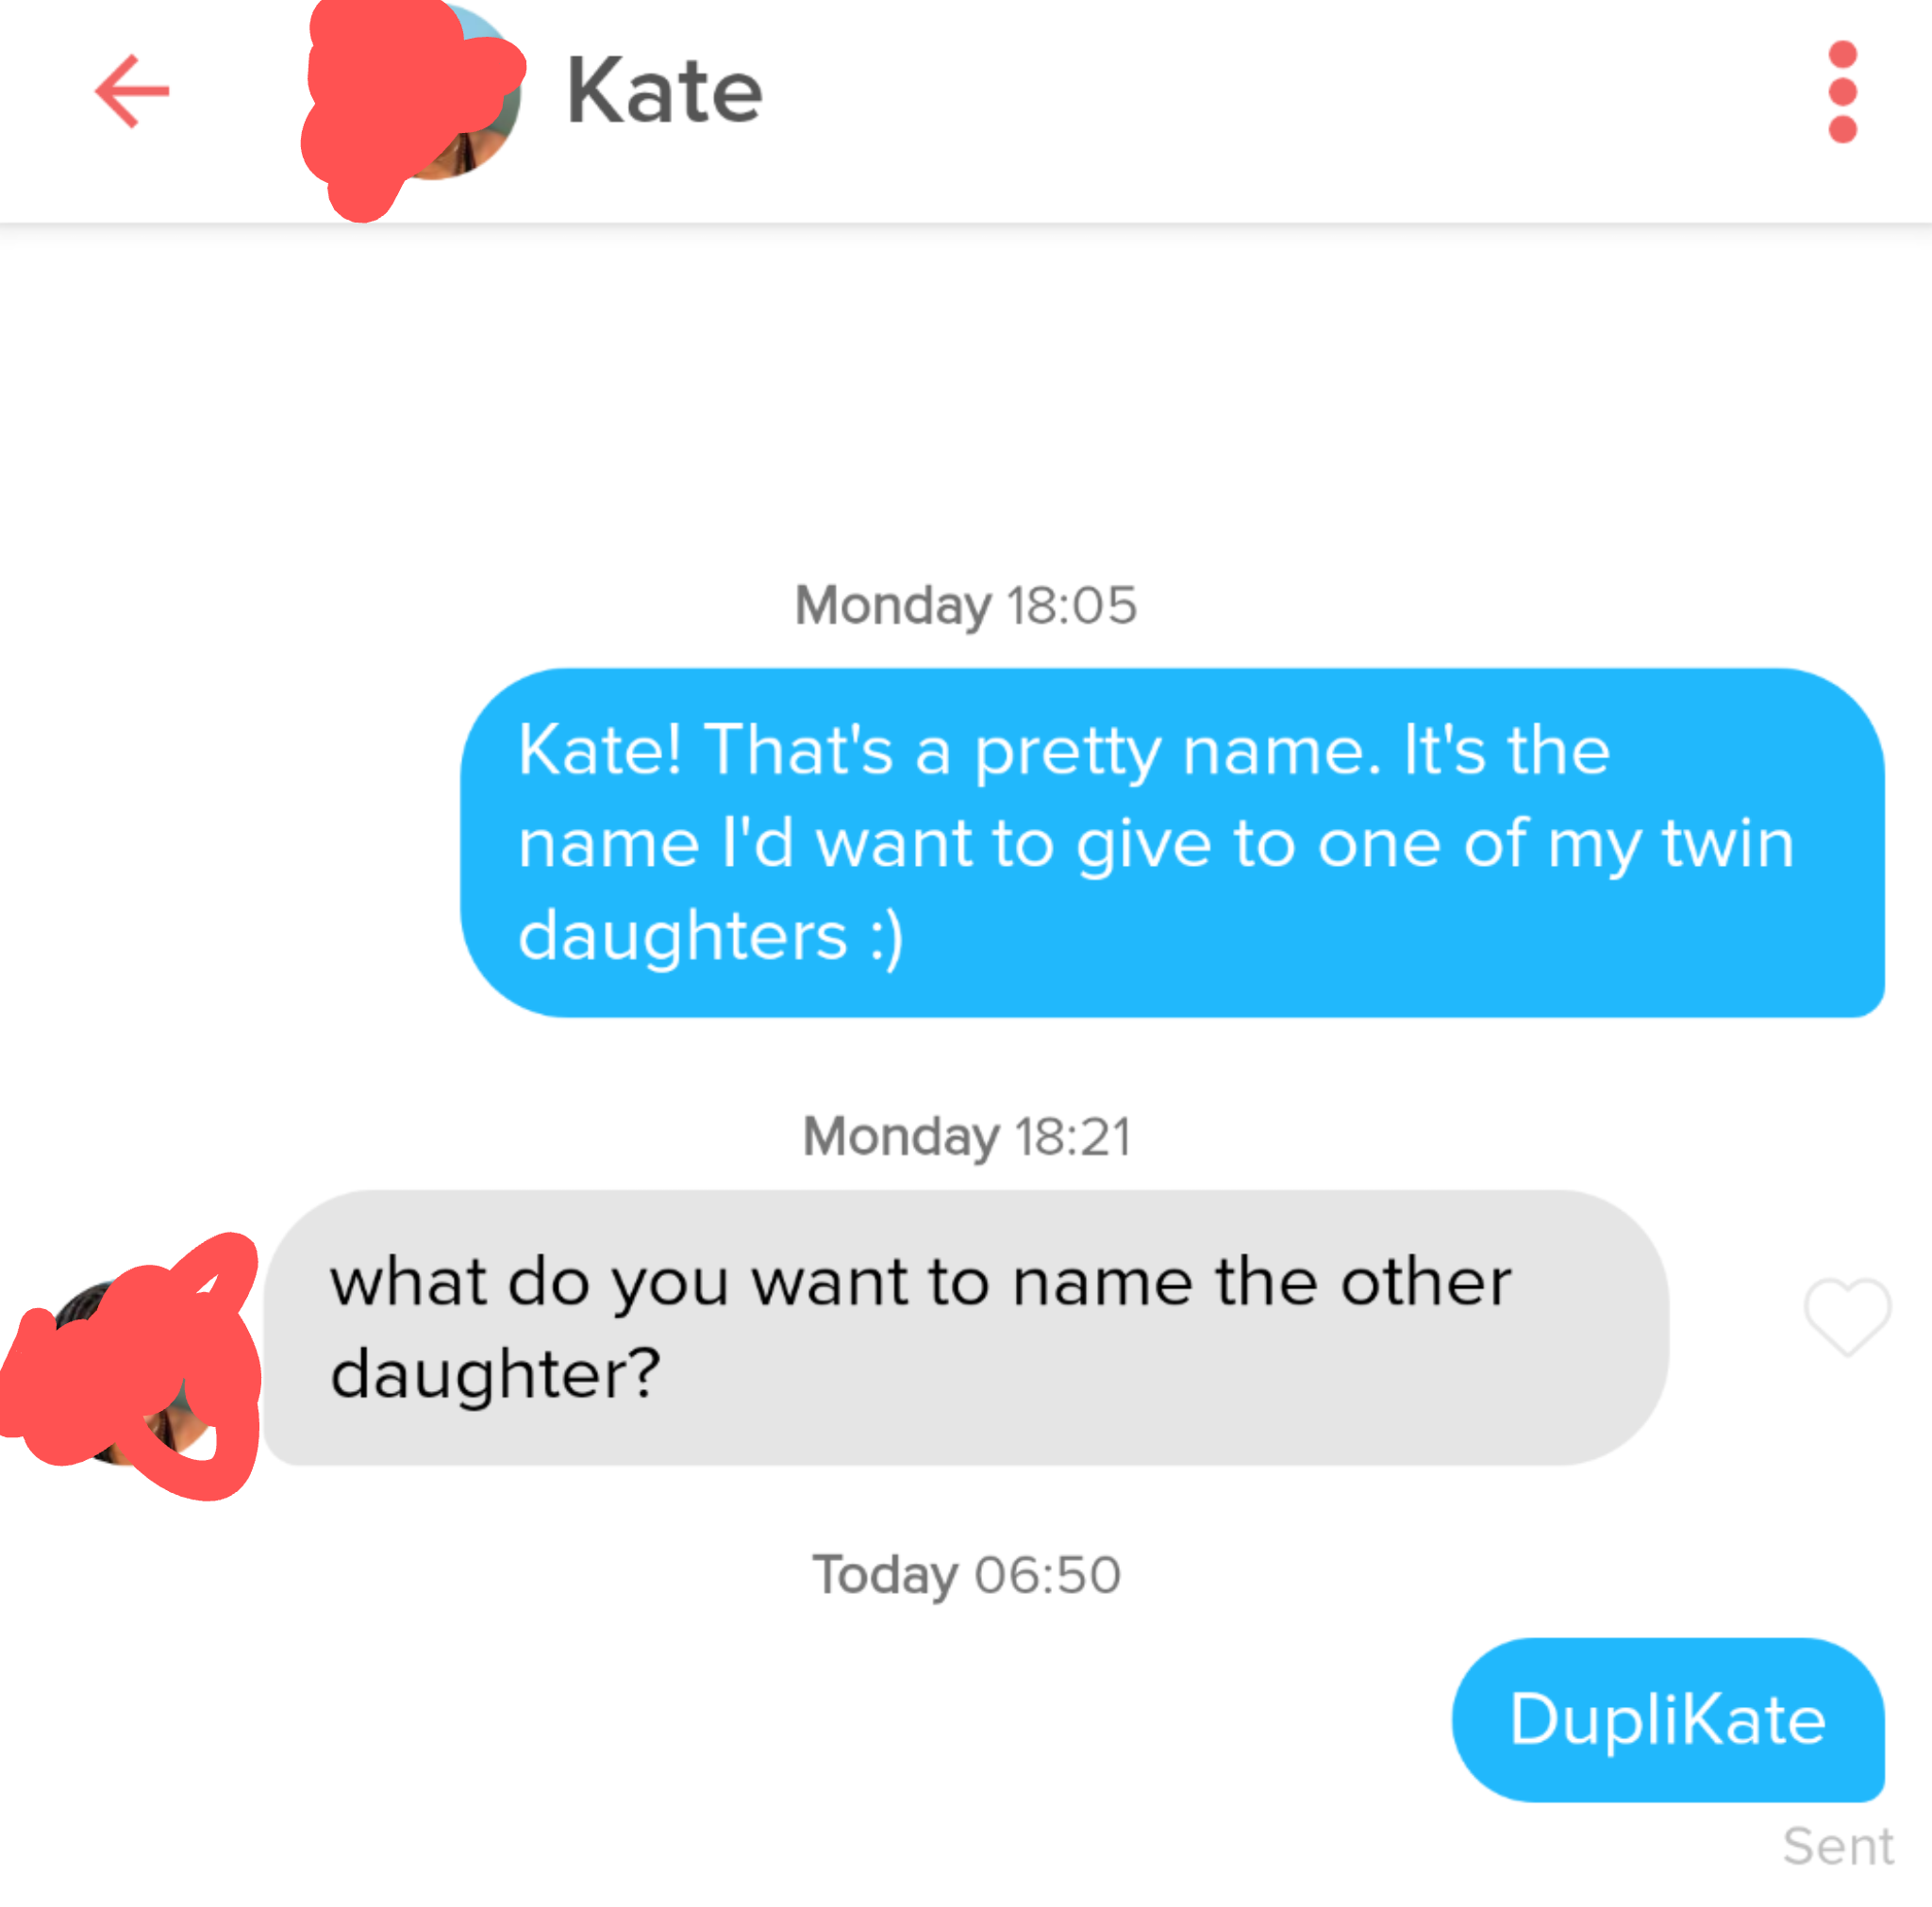 Kate
Monday 18:05
Kate! That's a pretty name. It's the
name I'd want to give to one of my twin
daughters :)
Monday 18:21
what do you want to name the other
daughter?
Today 06:50
DupliKate
Sent